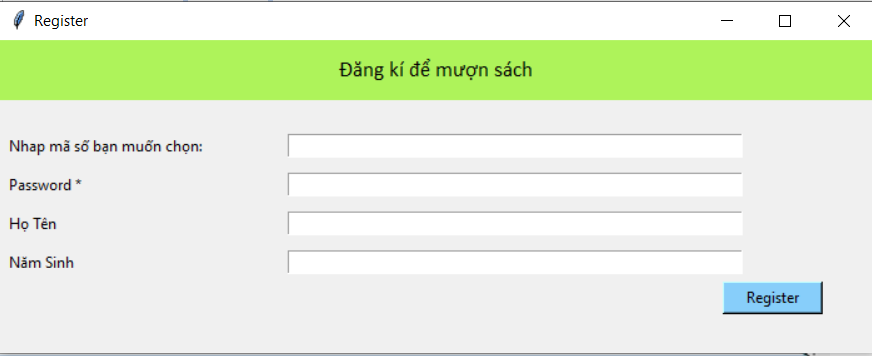 Register
Đăng kí để mượn sách
Nhap mã số bạn muốn chọn:
Password *
Họ Tên
Năm Sinh
Register